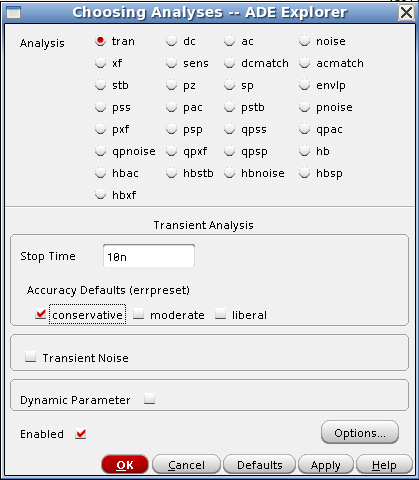 Choosing Analyses -- ADE Explorer
Analysis tran dc ac noise
xf sens dcmatch acmatch
stb pz sp envlp
pss pac pstb pnoise
pxf psp qpss qpac
qpnoise qpxf qpsp hb
hbac hbstb hbnoise hbsp
hbxf
Transient Analysis
Stop Time 10n
Accuracy Defaults (errpreset)
conservative moderate liberal
Transient Noise
Dynamic Parameter
Enabled Options...
OK Cancel Defaults Apply Help